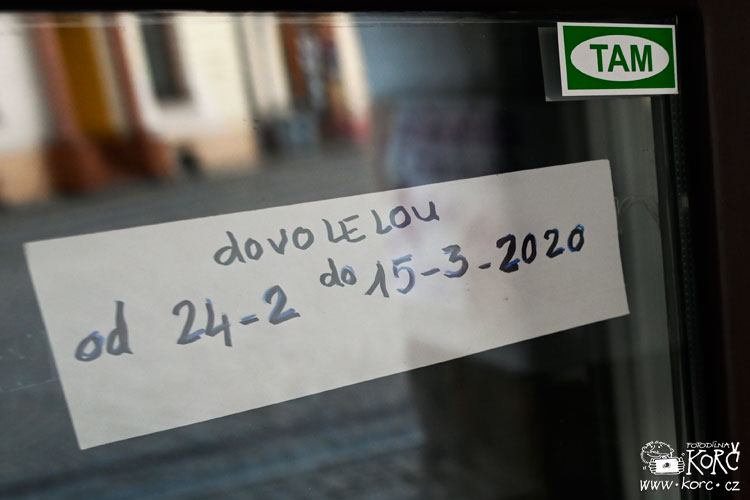 TAM
dovoLELOU
od 24-2 do 15-3-2020
FOTODÍLNA
KORČ
www.korc.cz